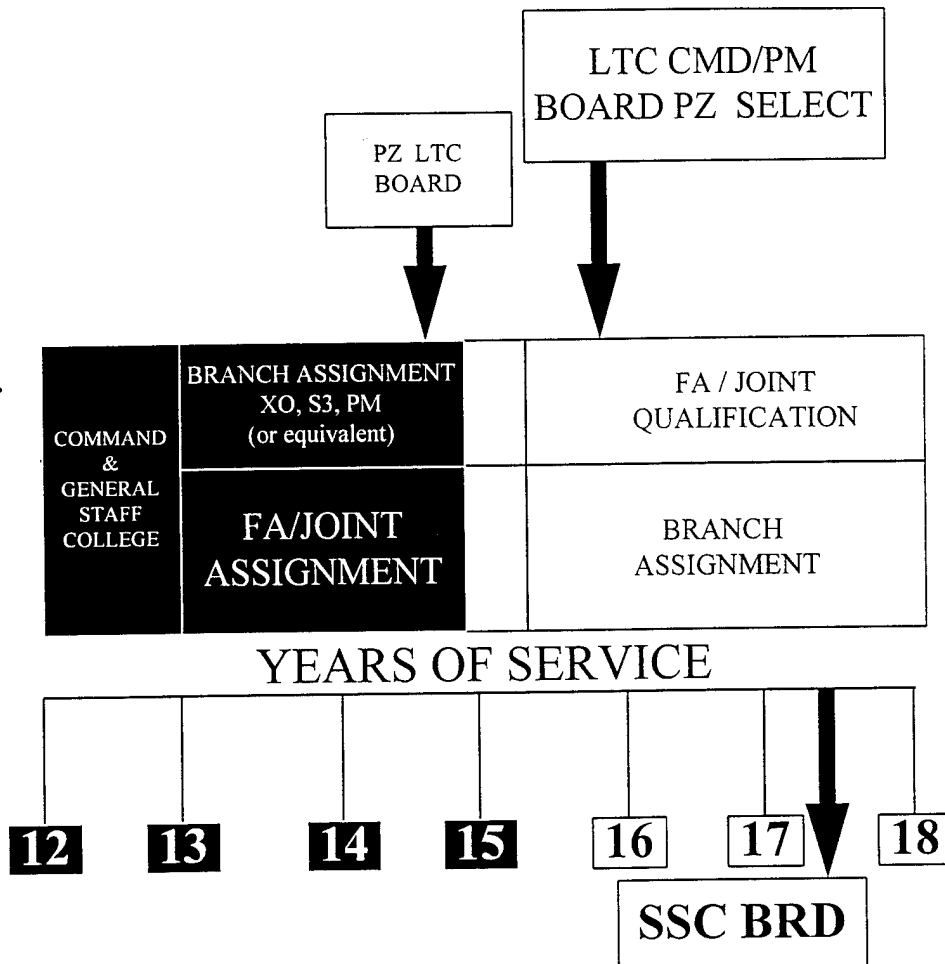 LTC CMD/PM
BOARD PZ SELECT
PZ LTC
BOARD
COMMAND
&
GENERAL
STAFF
COLLEGE
BRANCH ASSIGNMENT
XO, S3, PM
(or equivalent)
FA/JOINT
ASSIGNMENT
FA / JOINT
QUALIFICATION
BRANCH
ASSIGNMENT
YEARS OF SERVICE
12 13 14 15 16 17 18
SSC BRD